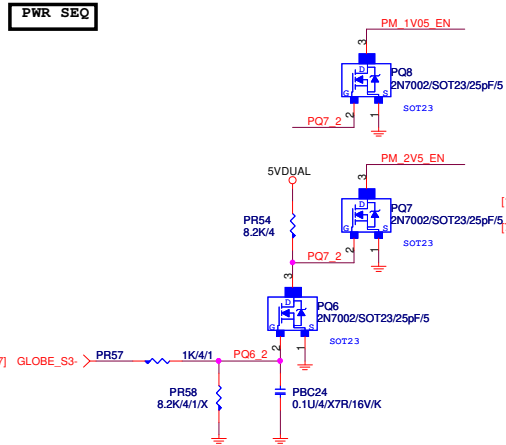 PWR SEQ
PM_1V05_EN
3
D
PQ8
2N7002/SOT23/25pF/5
G
S
SOT23
2
1
PQ7_2
PM_2V5_EN
5VDUAL
3
D
PQ7
2N7002/SOT23/25pF/5
PR54
8.2K/4
G
S
SOT23
2
1
PQ7_2
3
D
PQ6
2N7002/SOT23/25pF/5
G
S
SOT23
2
1
7] GLOBE_S3- PR57 1K/4/1 PQ6_2
PR58
8.2K/4/1/X
PBC24
0.1U/4/X7R/16V/K